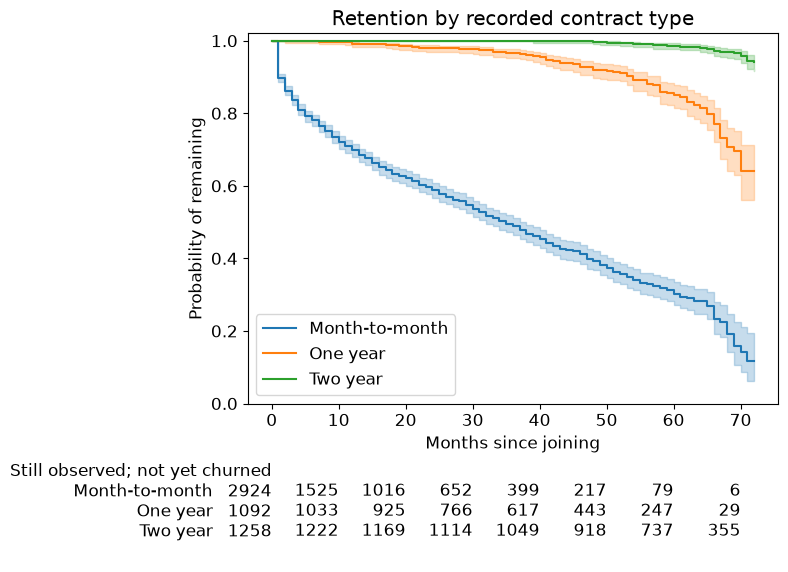 Retention by recorded contract type
1.0
0.8
0.6
0.4
0.2
0.0
Probability of remaining
Month-to-month
One year
Two year
0 10 20 30 40 50 60 70
Months since joining
Still observed; not yet churned
Month-to-month 2924 1525 1016 652 399 217 79 6
One year 1092 1033 925 766 617 443 247 29
Two year 1258 1222 1169 1114 1049 918 737 355